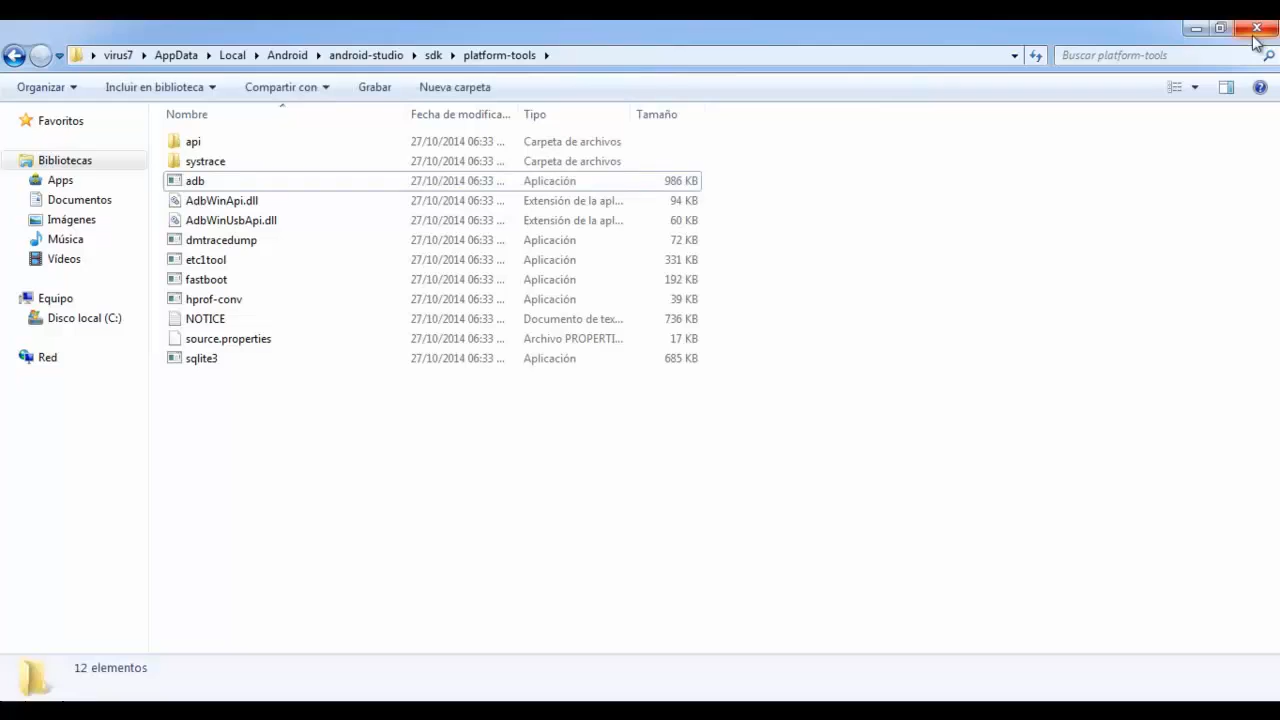 virus7 AppData Local Android android-studio sdk platform-tools Buscar platform-tools
Organizar Incluir en biblioteca Compartir con Grabar Nueva carpeta
Favoritos
Bibliotecas
Apps
Documentos
Imágenes
Música
Vídeos
Equipo
Disco local (C:)
Red
Nombre Fecha de modifica... Tipo Tamaño
api 27/10/2014 06:33 ... Carpeta de archivos
systrace 27/10/2014 06:33 ... Carpeta de archivos
adb 27/10/2014 06:33 ... Aplicación 986 KB
AdbWinApi.dll 27/10/2014 06:33 ... Extensión de la apl... 94 KB
AdbWinUsbApi.dll 27/10/2014 06:33 ... Extensión de la apl... 60 KB
dmtracedump 27/10/2014 06:33 ... Aplicación 72 KB
etc1tool 27/10/2014 06:33 ... Aplicación 331 KB
fastboot 27/10/2014 06:33 ... Aplicación 192 KB
hprof-conv 27/10/2014 06:33 ... Aplicación 39 KB
NOTICE 27/10/2014 06:33 ... Documento de tex... 736 KB
source.properties 27/10/2014 06:33 ... Archivo PROPERTI... 17 KB
sqlite3 27/10/2014 06:33 ... Aplicación 685 KB
12 elementos